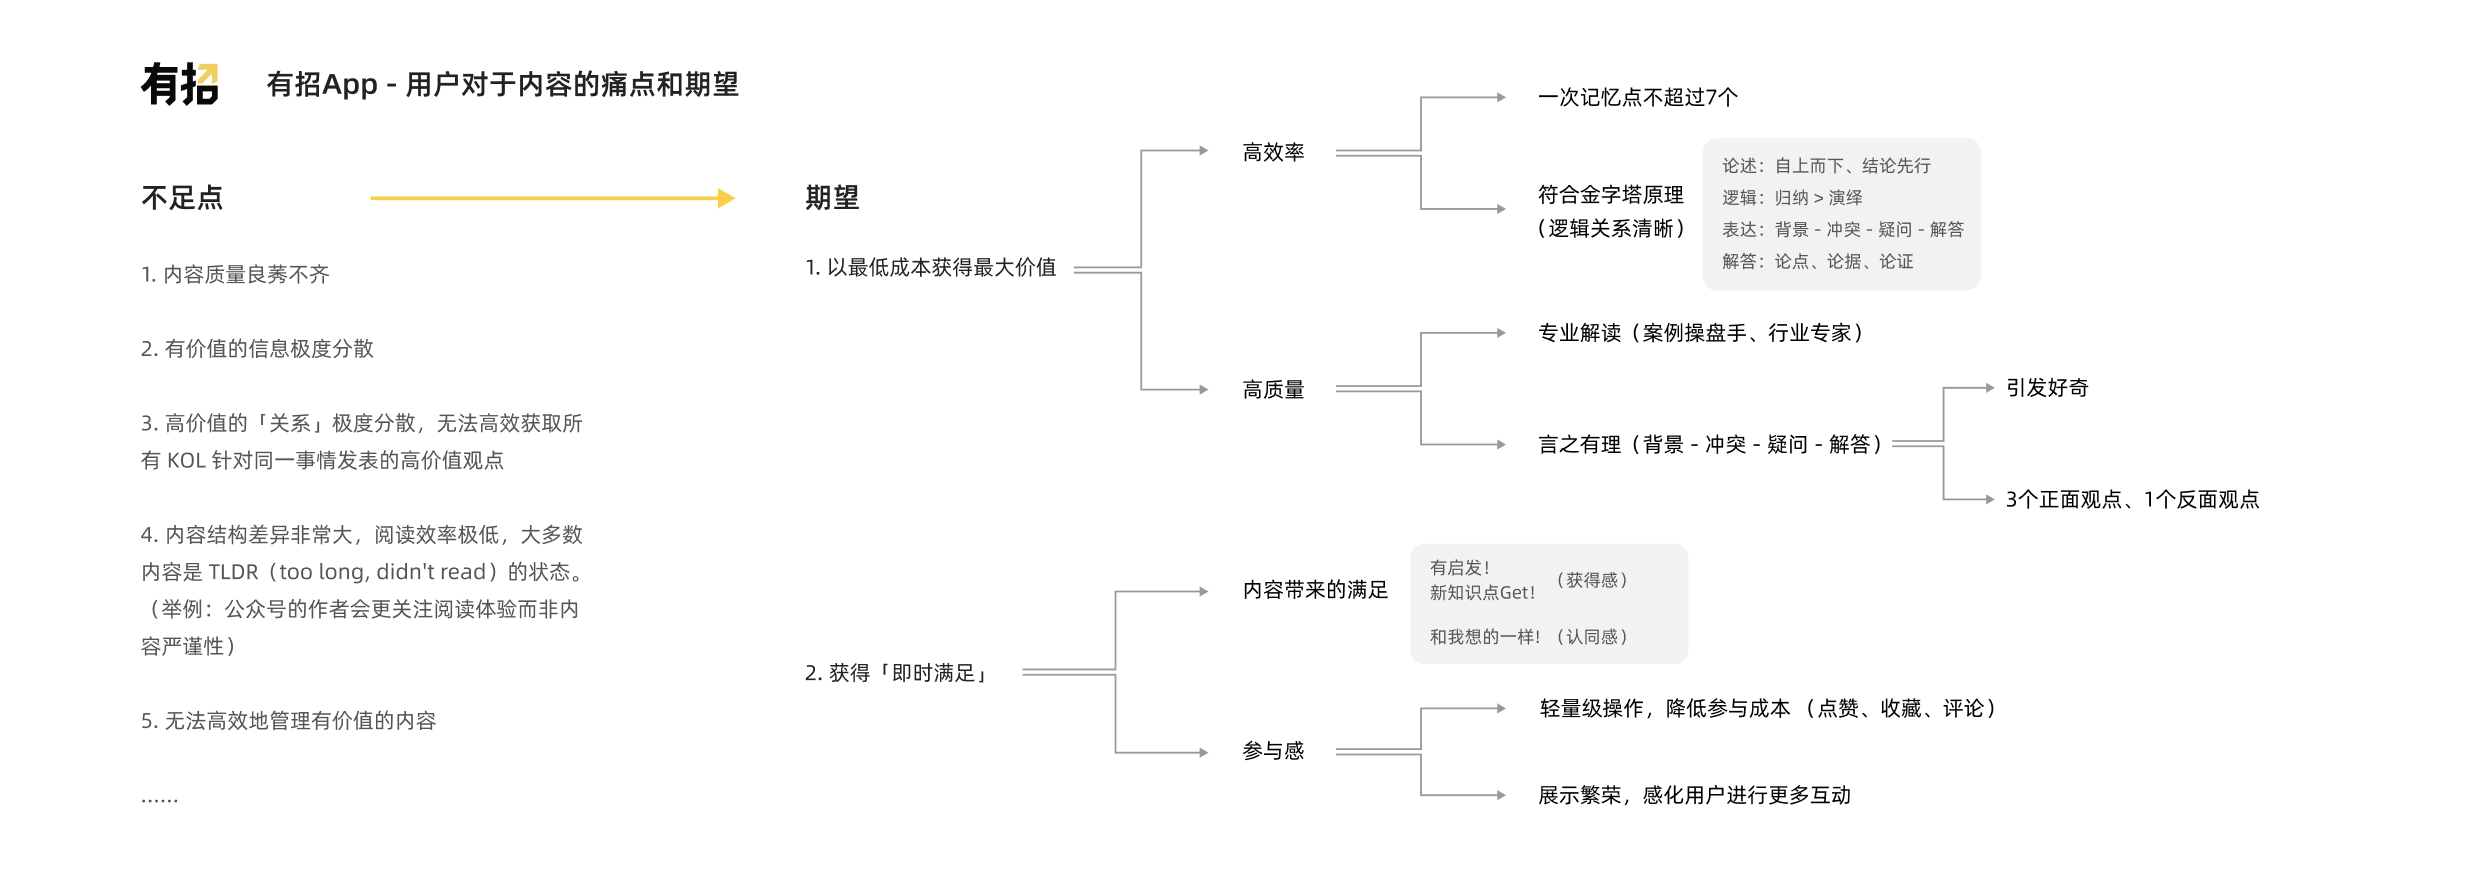 有招
有招App - 用户对于内容的痛点和期望
不足点
1. 内容质量良莠不齐
2. 有价值的信息极度分散
3. 高价值的「关系」极度分散，无法高效获取所
有 KOL 针对同一事情发表的高价值观点
4. 内容结构差异非常大，阅读效率极低，大多数
内容是 TLDR（too long, didn't read）的状态。
（举例：公众号的作者会更关注阅读体验而非内
容严谨性）
5. 无法高效地管理有价值的内容
......
期望
1. 以最低成本获得最大价值
高效率
一次记忆点不超过7个
符合金字塔原理
（逻辑关系清晰）
论述：自上而下、结论先行
逻辑：归纳 > 演绎
表达：背景 - 冲突 - 疑问 - 解答
解答：论点、论据、论证
高质量
专业解读（案例操盘手、行业专家）
言之有理（背景 - 冲突 - 疑问 - 解答）
引发好奇
3个正面观点、1个反面观点
2. 获得「即时满足」
内容带来的满足
有启发！
新知识点Get！
（获得感）
和我想的一样! （认同感）
参与感
轻量级操作，降低参与成本 （点赞、收藏、评论）
展示繁荣，感化用户进行更多互动